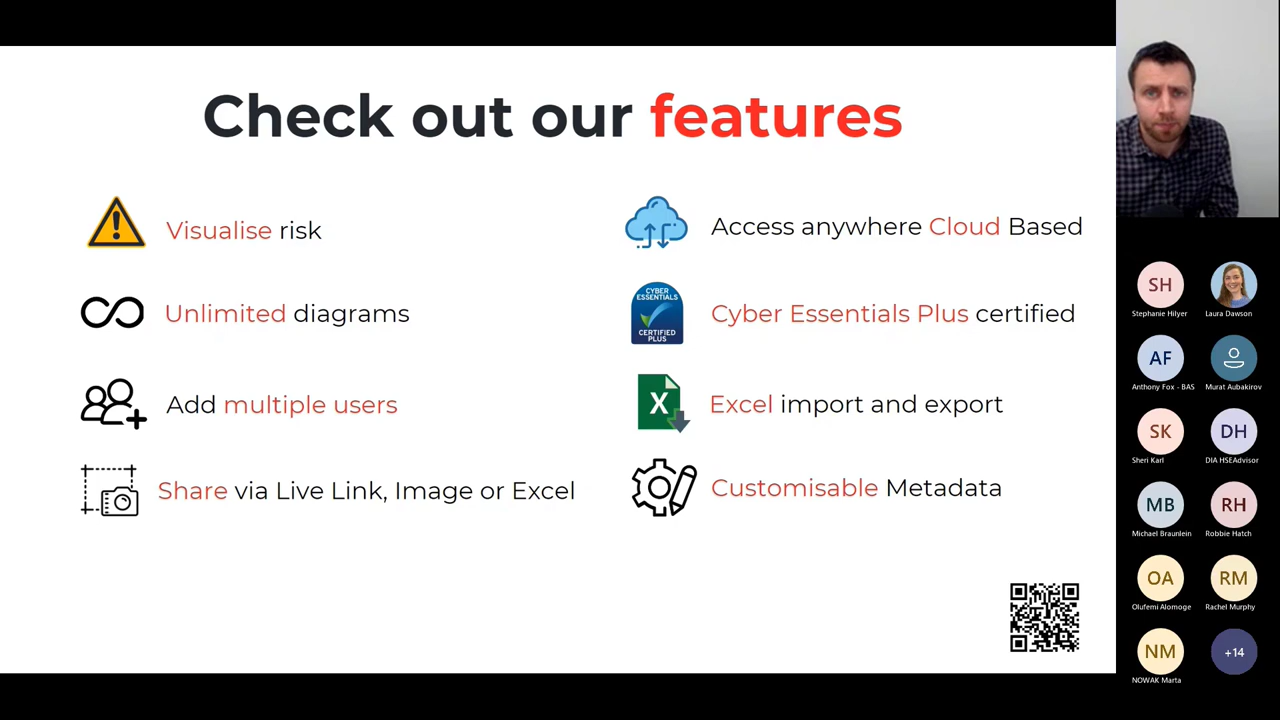 Check out our features
Visualise risk
Unlimited diagrams
Add multiple users
Share via Live Link, Image or Excel
Access anywhere Cloud Based
CYBER
ESSENTIALS
CERTIFIED
PLUS
Cyber Essentials Plus certified
X
Excel import and export
Customisable Metadata
SH
Stephanie Hilyer
Laura Dawson
AF
Anthony Fox - BAS
Murat Aubakirov
SK
Sheri Karl
DH
DIA HSEAdvisor
MB
Michael Braunlein
RH
Robbie Hatch
OA
Olufemi Alomoge
RM
Rachel Murphy
NM
NOWAK Marta
+14